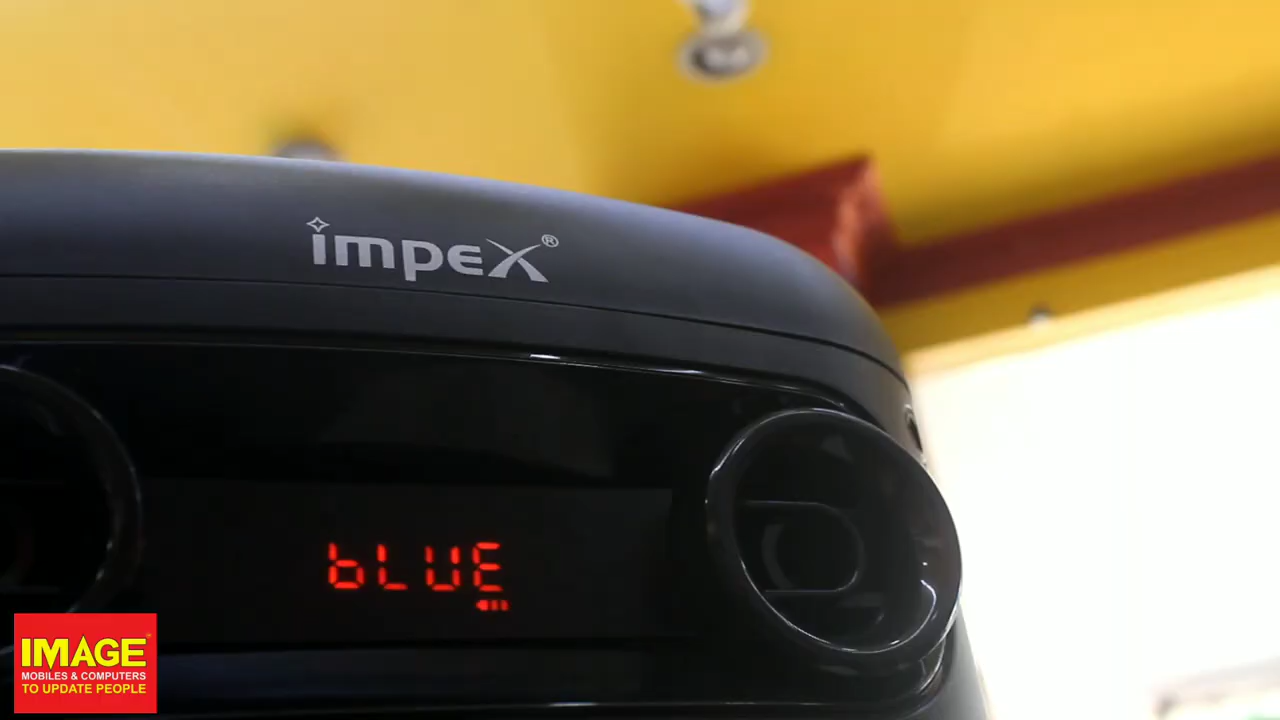 impex®
bLUE
IMAGE
MOBILES & COMPUTERS
TO UPDATE PEOPLE